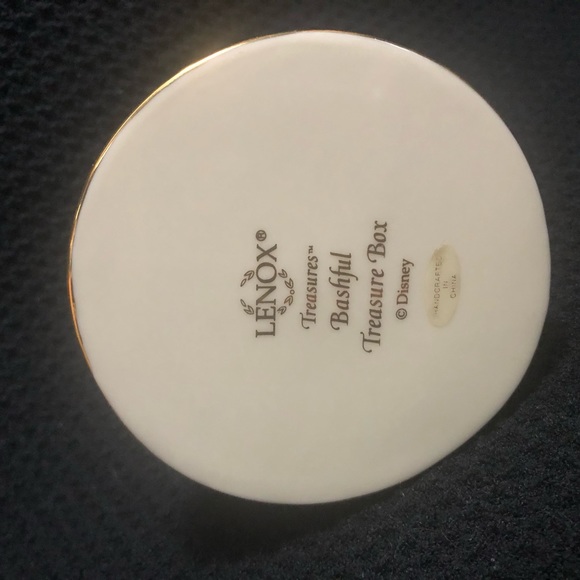 LENOX®
Treasures™
Bashful
Treasure Box
© Disney
HANDCRAFTED
IN
CHINA